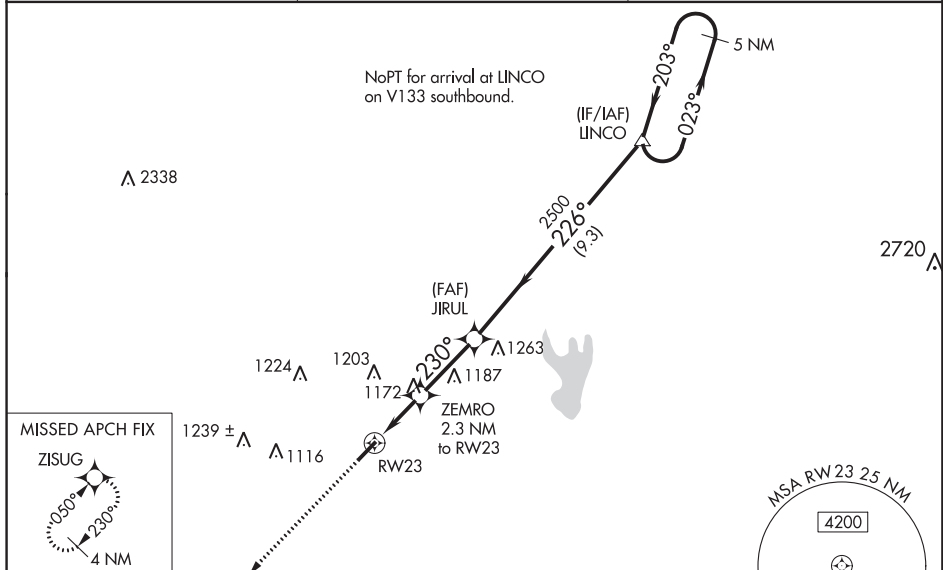 5 NM
203°
023°
NoPT for arrival at LINCO
on V133 southbound.
(IF/IAF)
LINCO
2338
2500
226°
(9.3)
2720
(FAF)
JIRUL
230°
1263
1203
1224
1187
1172
ZEMRO
2.3 NM
to RW23
MISSED APCH FIX
1239 ±
1116
RW23
ZISUG
050°
230°
4 NM
MSA RW23 25 NM
4200